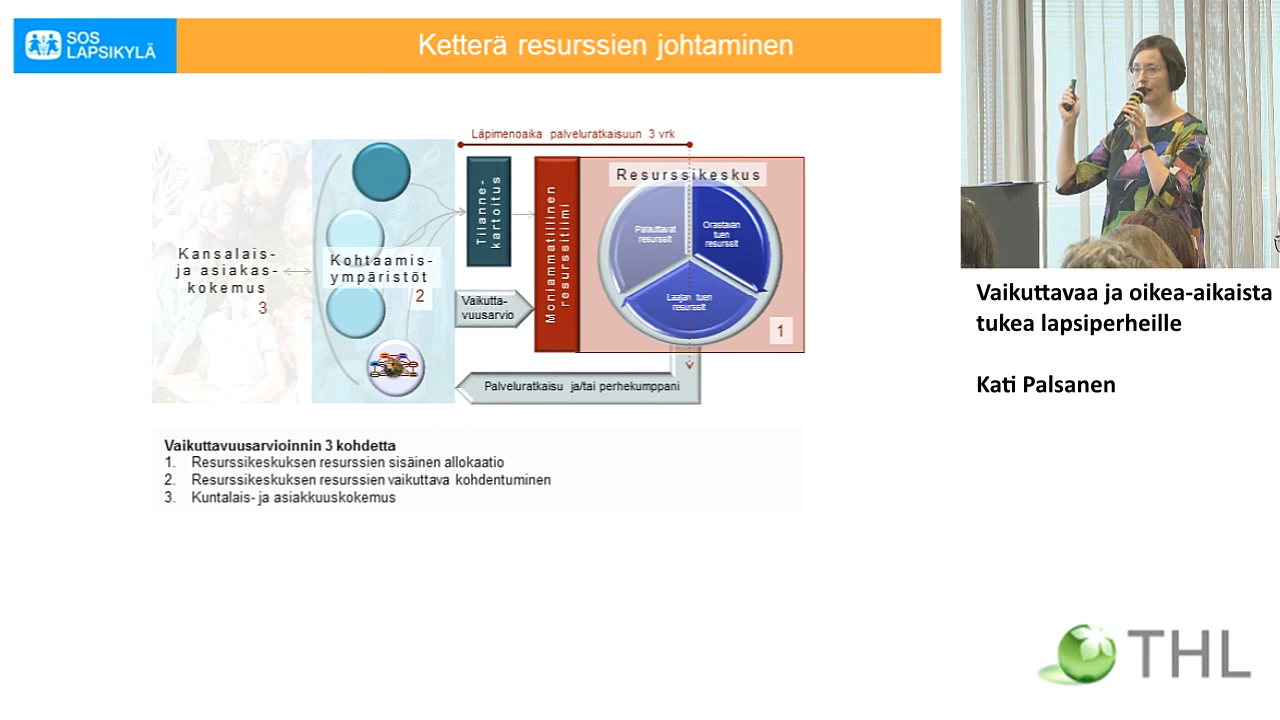 SOS
LAPSIKYLÄ
Ketterä resurssien johtaminen
Läpimenoaika palveluratkaisuun 3 vrk
Kansalais-
ja asiakas-
kokemus
3
Kohtaamis-
ympäristöt
2
Tilanne-
kartoitus
Vaikutta-
vuusarvio
Moniammatillinen
resurssitiimi
Resurssikeskus
Palauttavat
resurssit
Orastavan
tuen
resurssit
Laajan tuen
resurssit
1
Palveluratkaisu ja/tai perhekumppani
Vaikuttavuusarvioinnin 3 kohdetta
1. Resurssikeskuksen resurssien sisäinen allokaatio
2. Resurssikeskuksen resurssien vaikuttava kohdentuminen
3. Kuntalais- ja asiakkuuskokemus
Vaikuttavaa ja oikea-aikaista
tukea lapsiperheille
Kati Palsanen
THL